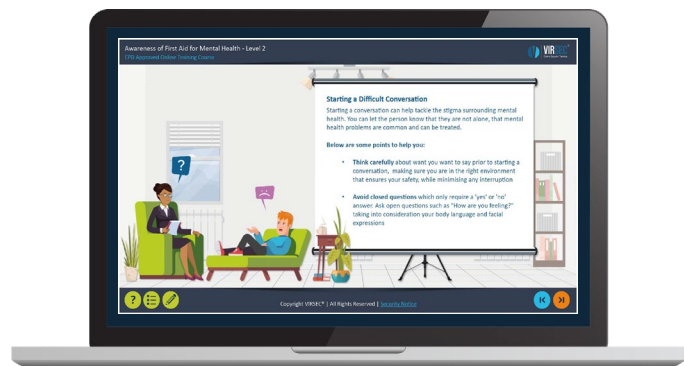 Awareness of First Aid for Mental Health - Level 2
CPD Approved Online Training Course
VIRSEC®
Starting a Difficult Conversation
Starting a conversation can help tackle the stigma surrounding mental
health. You can let the person know that they are not alone, that mental
health problems are common and can be treated.
Below are some points to help you:
• Think carefully about want you want to say prior to starting a
conversation, making sure you are in the right environment
that ensures your safety, while minimising any interruption
• Avoid closed questions which only require a 'yes' or 'no'
answer. Ask open questions such as "How are you feeling?"
taking into consideration your body language and facial
expressions
?
?
Copyright VIRSEC® | All Rights Reserved | Security Notice